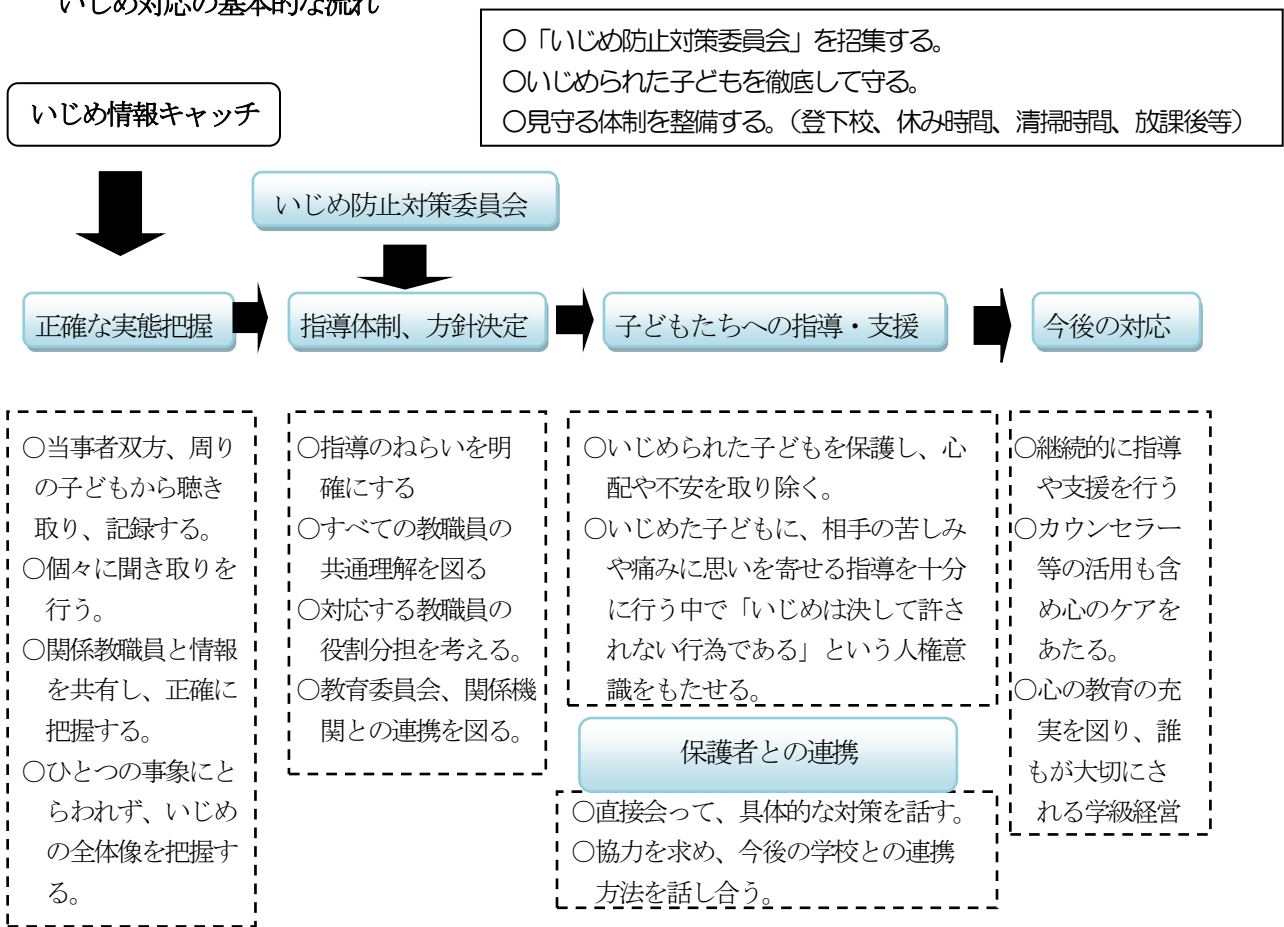 いじめ対応の基本的な流れ
〇「いじめ防止対策委員会」を招集する。
〇いじめられた子どもを徹底して守る。
〇見守る体制を整備する。(登下校、休み時間、清掃時間、放課後等)
いじめ情報キャッチ
いじめ防止対策委員会
正確な実態把握
指導体制、方針決定
子どもたちへの指導・支援
今後の対応
〇当事者双方、周り
の子どもから聴き
取り、記録する。
〇個々に聞き取りを
行う。
〇関係教職員と情報
を共有し、正確に
把握する。
〇ひとつの事象にと
らわれず、いじめ
の全体像を把握す
る。
〇指導のねらいを明
確にする
〇すべての教職員の
共通理解を図る
〇対応する教職員の
役割分担を考える。
〇教育委員会、関係機
関との連携を図る。
〇いじめられた子どもを保護し、心
配や不安を取り除く。
〇いじめた子どもに、相手の苦しみ
や痛みに思いを寄せる指導を十分
に行う中で「いじめは決して許さ
れない行為である」という人権意
識をもたせる。
保護者との連携
〇直接会って、具体的な対策を話す。
〇協力を求め、今後の学校との連携
方法を話し合う。
〇継続的に指導
や支援を行う
〇カウンセラー
等の活用も含
め心のケアを
あたる。
〇心の教育の充
実を図り、誰
もが大切にさ
れる学級経営